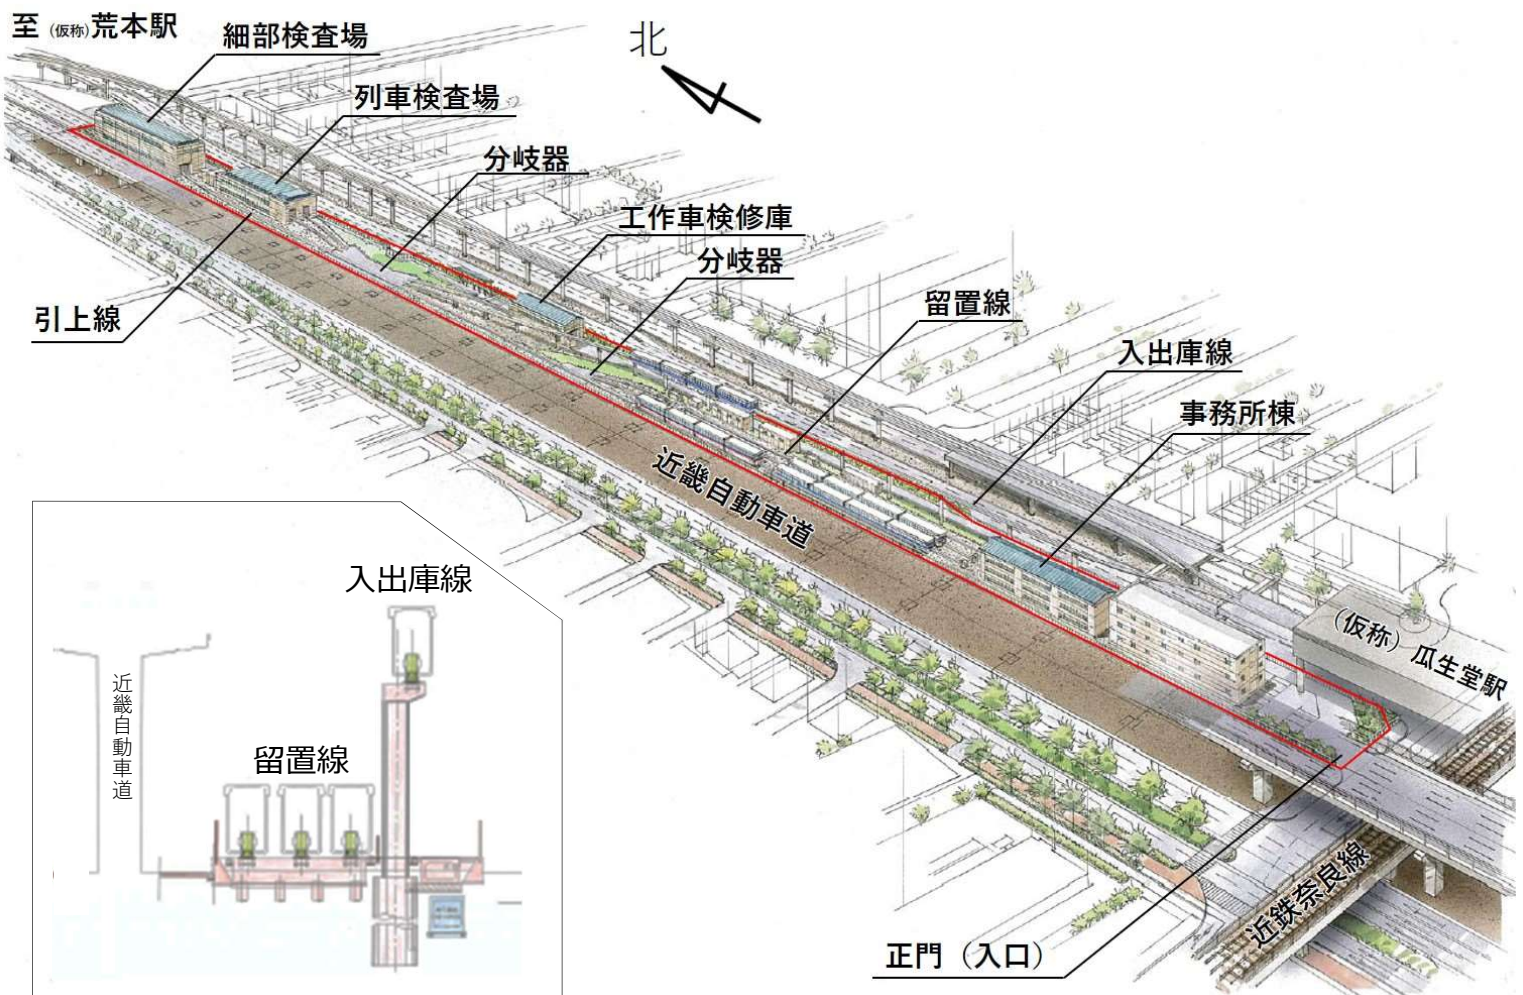 至 (仮称)荒本駅
細部検査場
北
列車検査場
分岐器
工作車検修庫
分岐器
留置線
引上線
入出庫線
事務所棟
近畿自動車道
(仮称) 瓜生堂駅
入出庫線
近畿自動車道
留置線
近鉄奈良線
正門（入口）